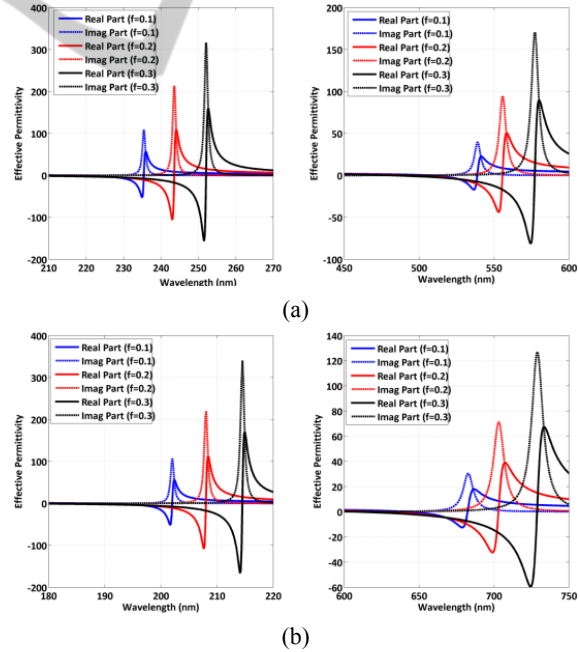 400
300
200
100
0
-100
-200
210 220 230 240 250 260 270
Effective Permittivity
Wavelength (nm)
Real Part (f=0.1)
Imag Part (f=0.1)
Real Part (f=0.2)
Imag Part (f=0.2)
Real Part (f=0.3)
Imag Part (f=0.3)
200
150
100
50
0
-50
-100
450 500 550 600
Effective Permittivity
Wavelength (nm)
Real Part (f=0.1)
Imag Part (f=0.1)
Real Part (f=0.2)
Imag Part (f=0.2)
Real Part (f=0.3)
Imag Part (f=0.3)
(a)
400
300
200
100
0
-100
-200
180 190 200 210 220
Effective Permittivity
Wavelength (nm)
Real Part (f=0.1)
Imag Part (f=0.1)
Real Part (f=0.2)
Imag Part (f=0.2)
Real Part (f=0.3)
Imag Part (f=0.3)
140
120
100
80
60
40
20
0
-20
-40
-60
600 650 700 750
Effective Permittivity
Wavelength (nm)
Real Part (f=0.1)
Imag Part (f=0.1)
Real Part (f=0.2)
Imag Part (f=0.2)
Real Part (f=0.3)
Imag Part (f=0.3)
(b)